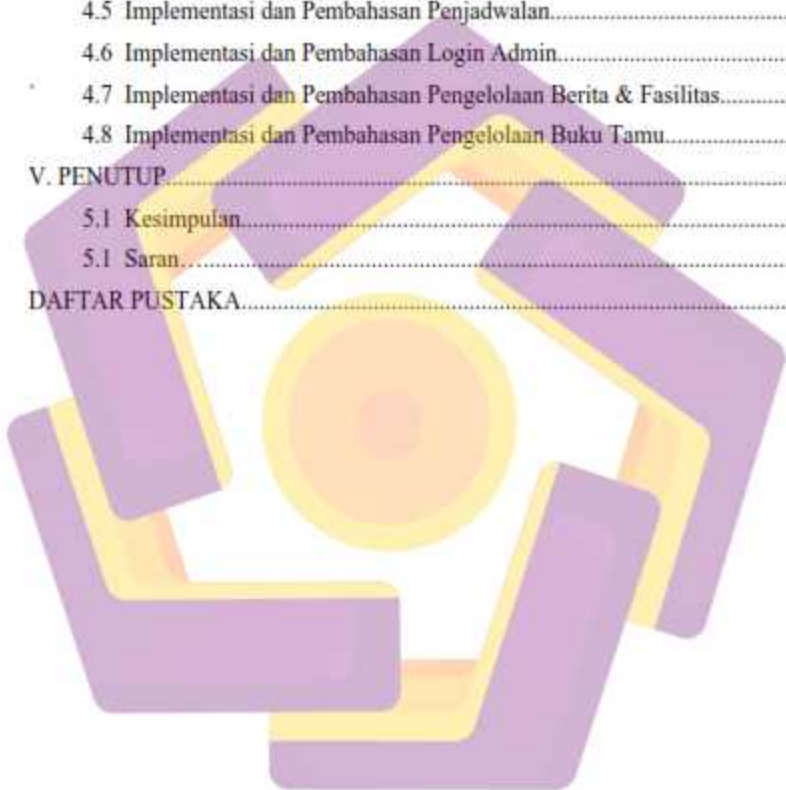 4.5 Implementasi dan Pembahasan Penjadwalan..........................................
4.6 Implementasi dan Pembahasan Login Admin.........................................
4.7 Implementasi dan Pembahasan Pengelolaan Berita & Fasilitas............
4.8 Implementasi dan Pembahasan Pengelolaan Buku Tamu......................
V. PENUTUP..........................................................................................................
5.1 Kesimpulan.................................................................................................
5.1 Saran...........................................................................................................
DAFTAR PUSTAKA............................................................................................